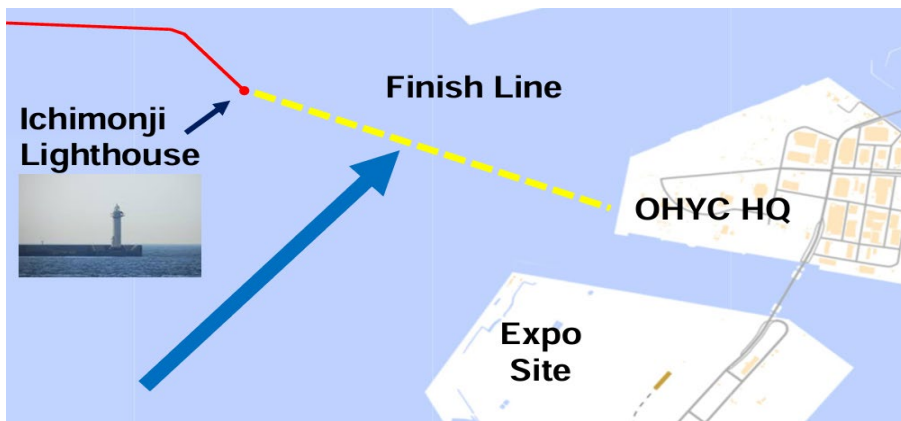 Finish Line
Ichimonji
Lighthouse
OHYC HQ
Expo
Site